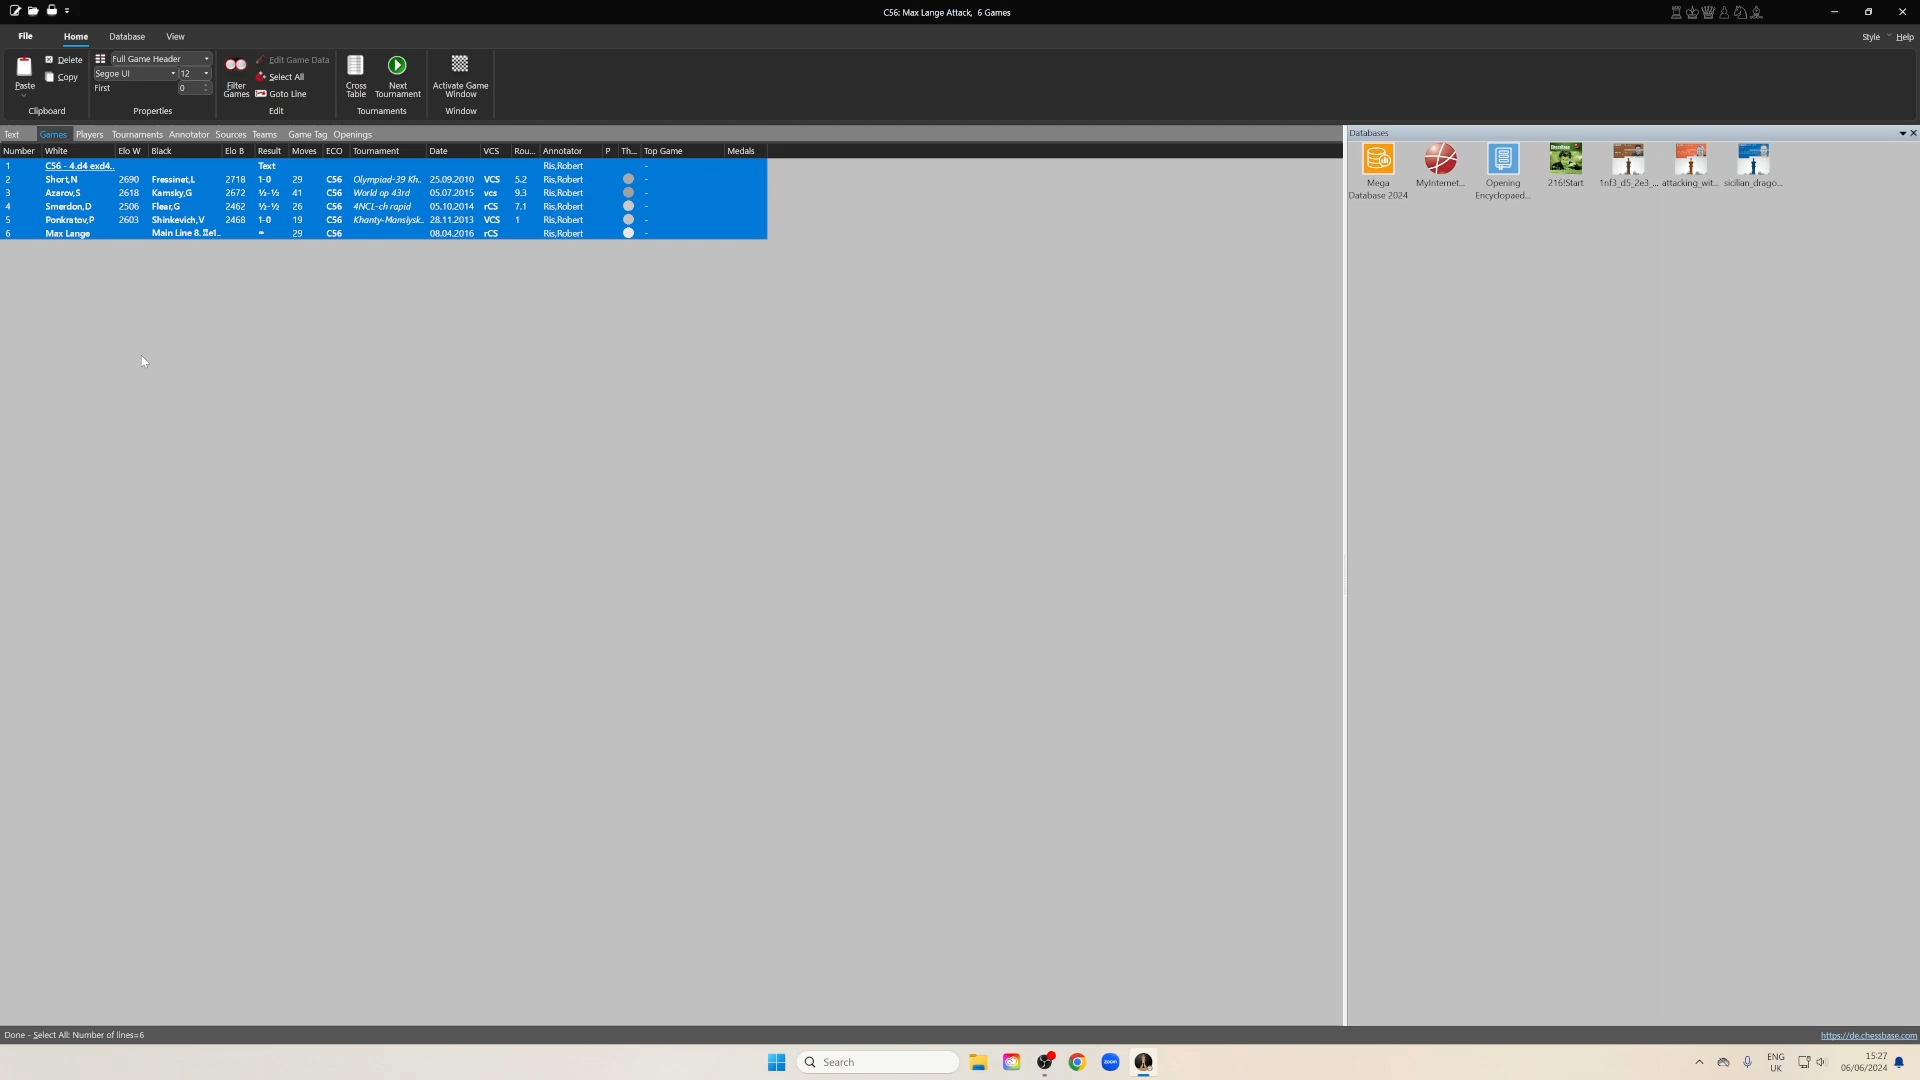 C56: Max Lange Attack, 6 Games
File Home Database View Style Help
Paste Delete Copy Clipboard
Full Game Header
Segoe UI 12
First 0
Properties
Filter Games Edit Game Data
Select All
Goto Line
Edit
Cross Table Next Tournament
Tournaments
Activate Game Window
Window
Text Games Players Tournaments Annotator Sources Teams Game Tag Openings
Number White Elo W Black Elo B Result Moves ECO Tournament Date VCS Rou... Annotator P Th... Top Game Medals
1 C56 - 4.d4 exd4.. Text Ris,Robert -
2 Short,N 2690 Fressinet,L 2718 1-0 29 C56 Olympiad-39 Kh.. 25.09.2010 VCS 5.2 Ris,Robert -
3 Azarov,S 2618 Kamsky,G 2672 ½-½ 41 C56 World op 43rd 05.07.2015 vcs 9.3 Ris,Robert -
4 Smerdon,D 2506 Flear,G 2462 ½-½ 26 C56 4NCL-ch rapid 05.10.2014 rCS 7.1 Ris,Robert -
5 Ponkratov,P 2603 Shinkevich,V 2468 1-0 19 C56 Khanty-Mansiysk.. 28.11.2013 VCS 1 Ris,Robert -
6 Max Lange Main Line 8.♖e1.. ∞ 29 C56 08.04.2016 rCS Ris,Robert -
Databases
Mega Database 2024
MyInternet...
Opening Encyclopaed...
216!Start
1nf3_d5_2e3_...
attacking_wit...
sicilian_drago...
Done - Select All: Number of lines=6
https://de.chessbase.com
Search
zoom
ENG
UK
15:27
06/06/2024